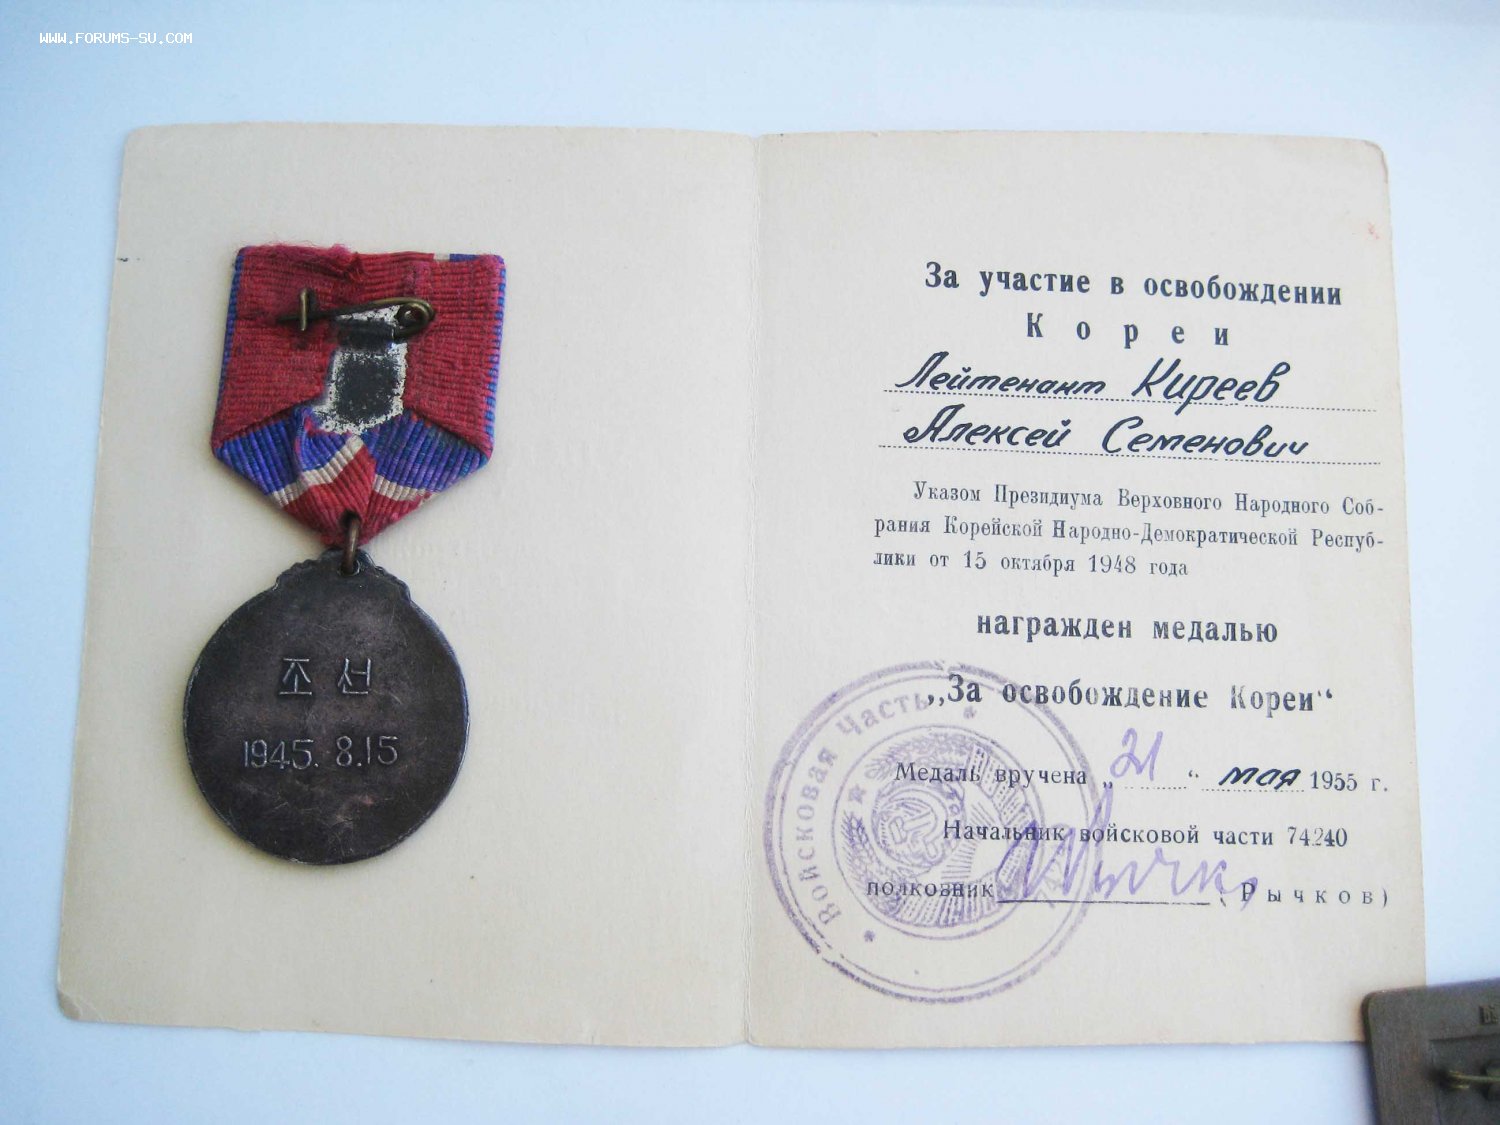 WWW.FORUMS-SU.COM
조선
1945. 8.15
За участие в освобождении
Кореи
Лейтенант Киреев
Алексей Семенович
Указом Президиума Верховного Народного Соб-
рания Корейской Народно-Демократической Респуб-
лики от 15 октября 1948 года
награжден медалью
„За освобождение Кореи“
Медаль вручена „21“ мая 1955 г.
Начальник войсковой части 74240
полковник (Рычков)
Войсковая часть